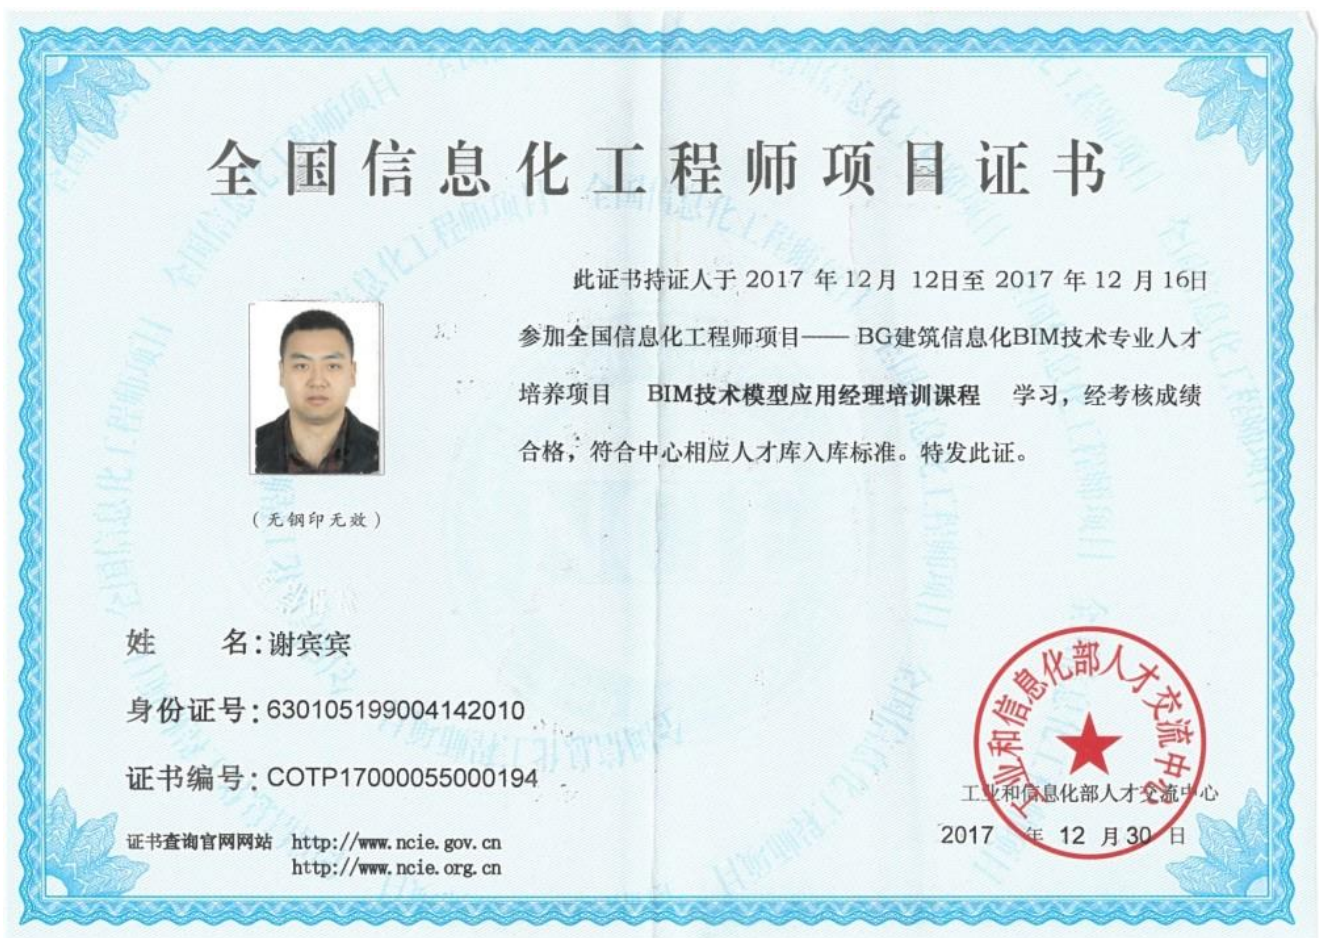 全国信息化工程师项目证书
此证书持证人于 2017 年 12 月 12日至 2017 年 12 月 16日
参加全国信息化工程师项目—— BG建筑信息化BIM技术专业人才
培养项目 BIM技术模型应用经理培训课程 学习，经考核成绩
合格，符合中心相应人才库入库标准。特发此证。
（无钢印无效）
姓 名：谢宾宾
身份证号：630105199004142010
证书编号：COTP17000055000194
证书查询官网网站 http://www.ncie.gov.cn
http://www.ncie.org.cn
工业和信息化部人才交流中心
工业和信息化部人才交流中心
2017 年 12 月 30 日